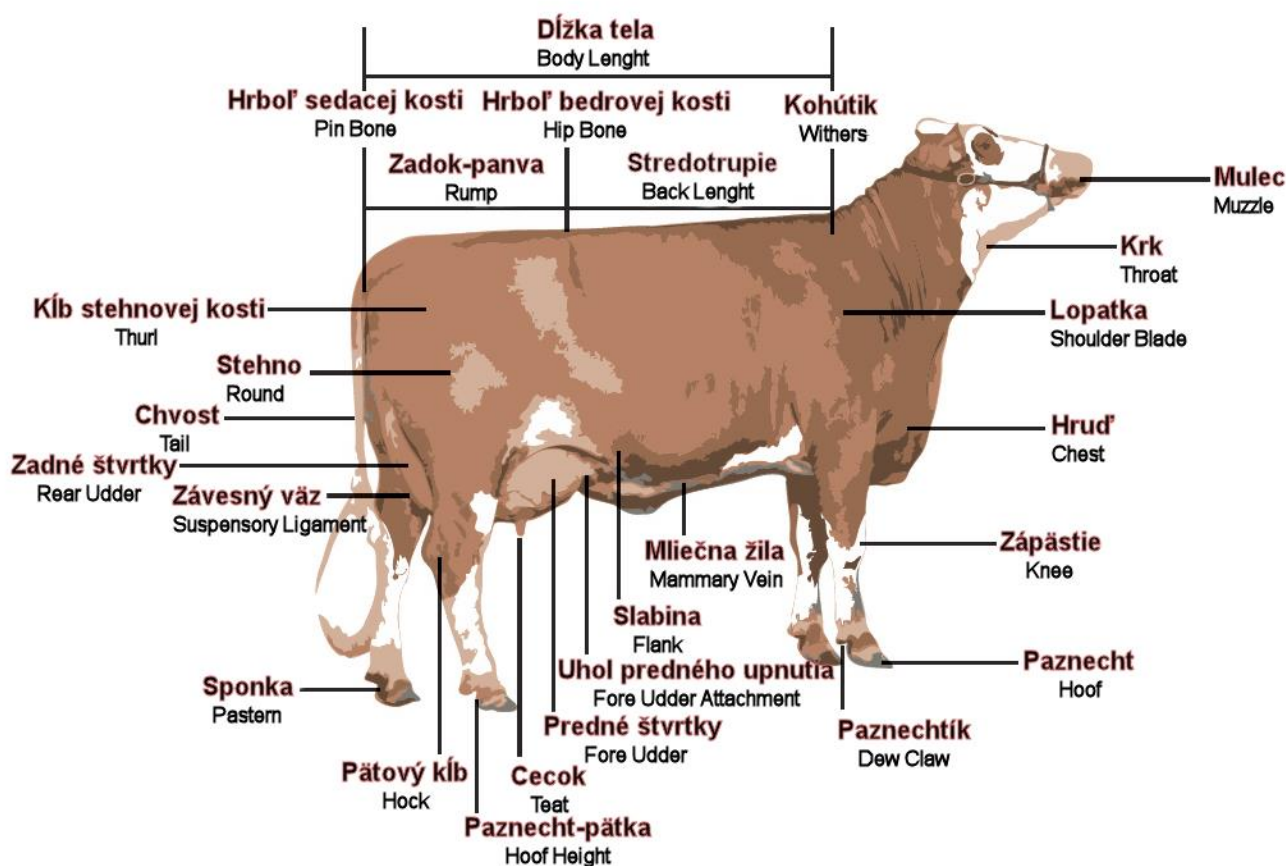 Dĺžka tela
Body Lenght
Hrboľ sedacej kosti
Pin Bone
Hrboľ bedrovej kosti
Hip Bone
Kohútik
Withers
Zadok-panva
Rump
Stredotrupie
Back Lenght
Mulec
Muzzle
Krk
Throat
Kĺb stehnovej kosti
Thurl
Lopatka
Shoulder Blade
Stehno
Round
Chvost
Tail
Hruď
Chest
Zadné štvrtky
Rear Udder
Závesný väz
Suspensory Ligament
Mliečna žila
Mammary Vein
Zápästie
Knee
Slabina
Flank
Uhol predného upnutia
Fore Udder Attachment
Paznecht
Hoof
Sponka
Pastern
Predné štvrtky
Fore Udder
Paznechtík
Dew Claw
Pätový kĺb
Hock
Cecok
Teat
Paznecht-pätka
Hoof Height